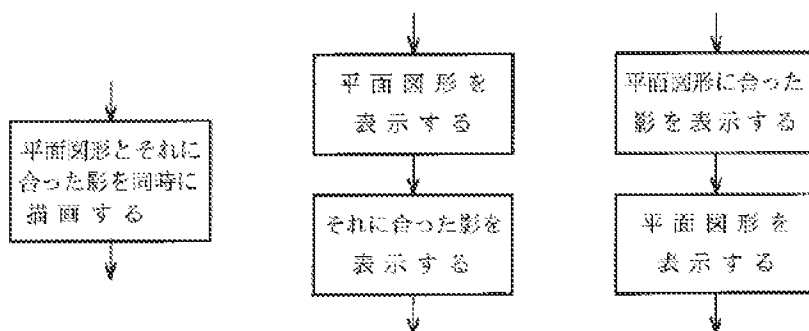 平面図形とそれに
合った影を同時に
描画する
平面図形を
表示する
それに合った影を
表示する
平面図形に合った
影を表示する
平面図形を
表示する